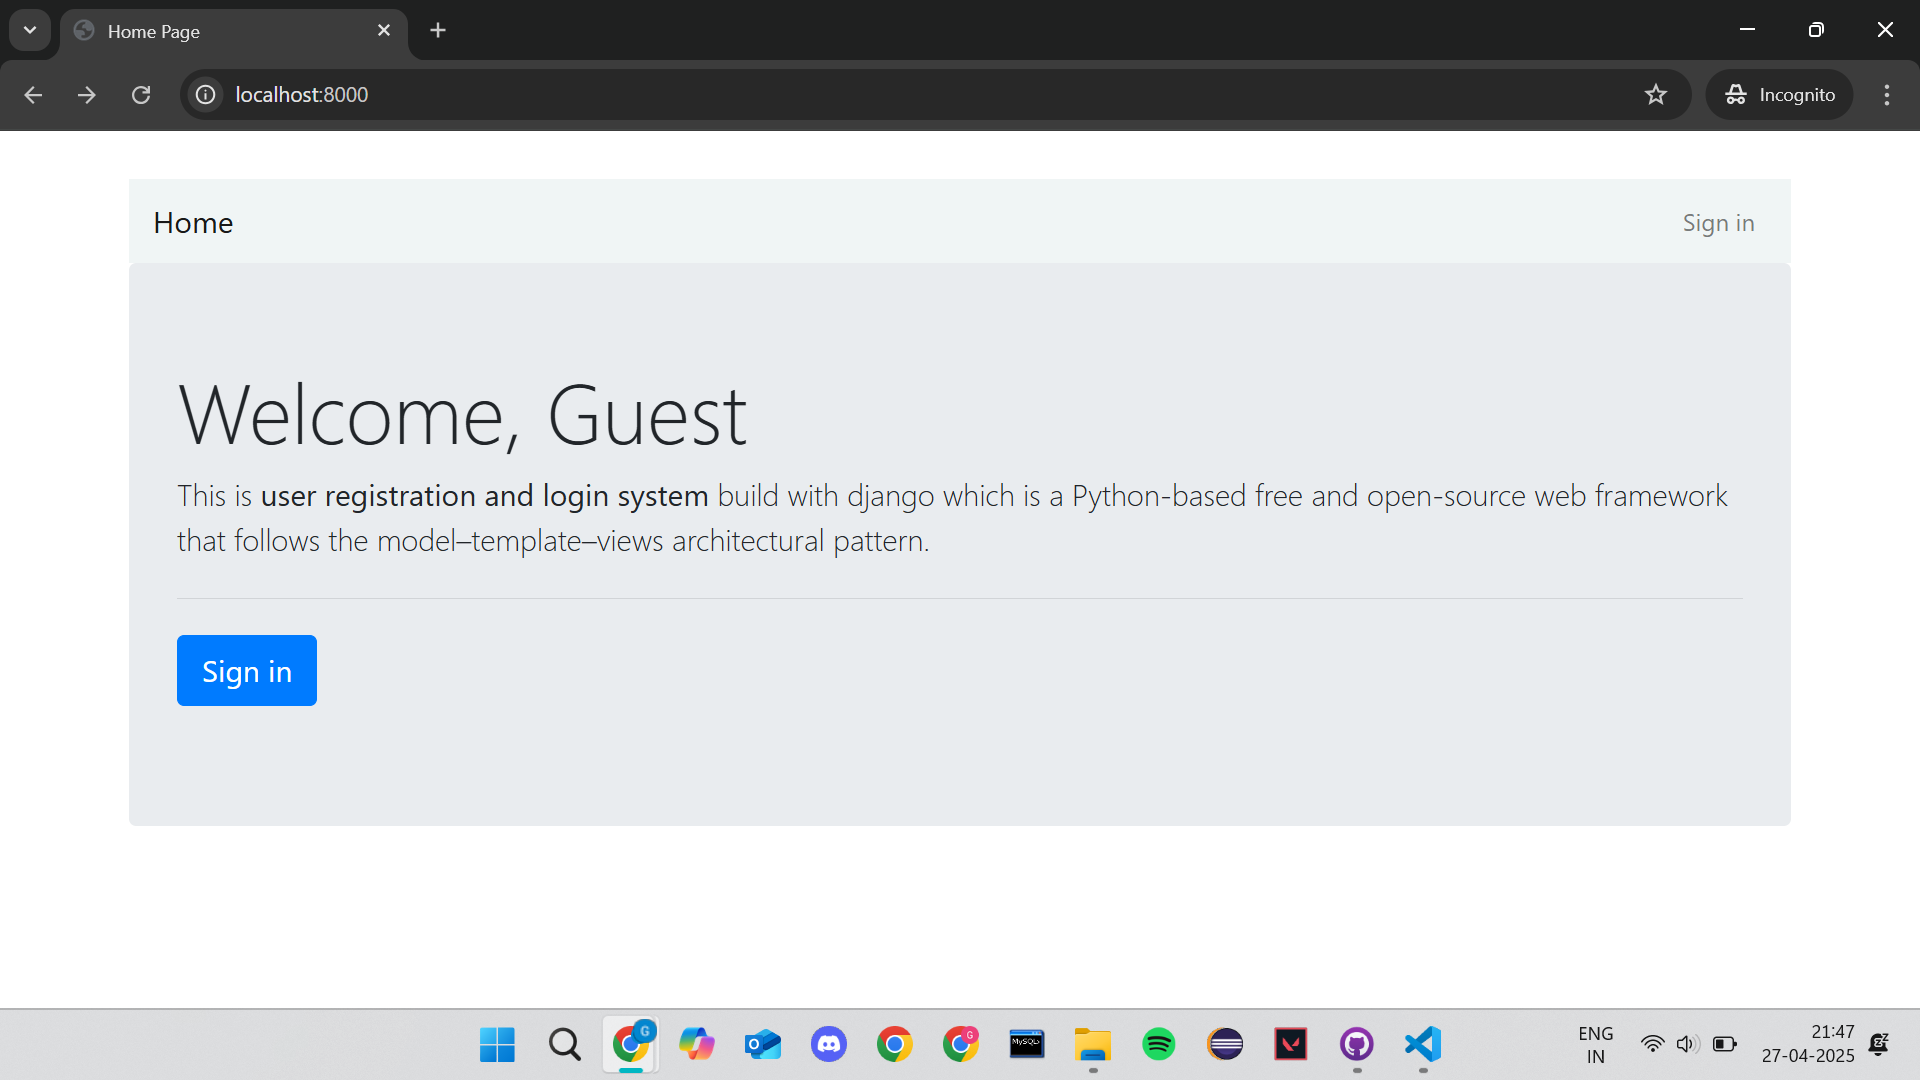 Home Page
localhost:8000
Incognito
Home
Sign in
Welcome, Guest
This is user registration and login system build with django which is a Python-based free and open-source web framework
that follows the model–template–views architectural pattern.
Sign in
G
G
MySQL
ENG
IN
21:47
27-04-2025